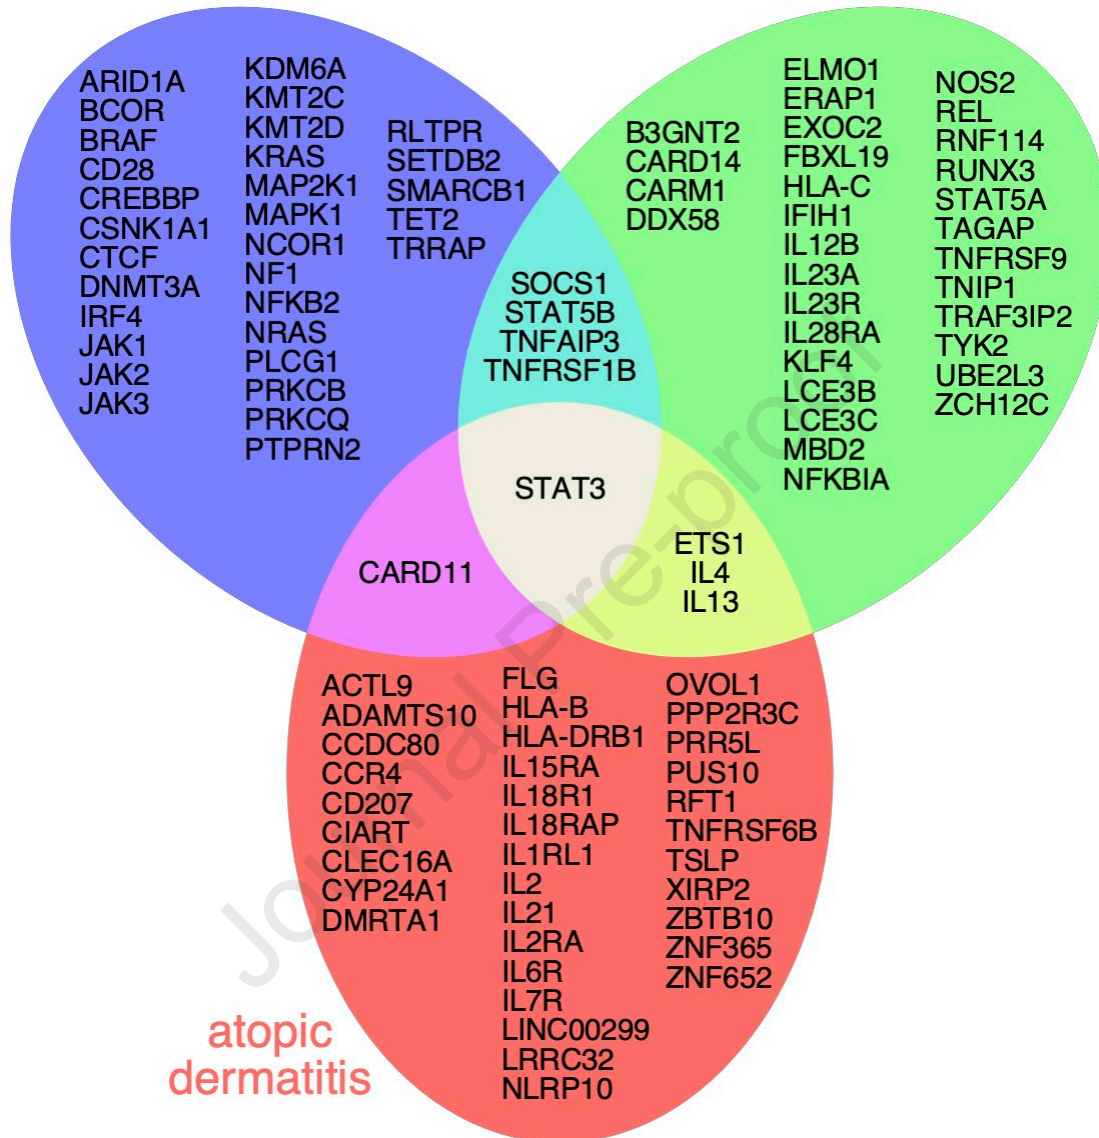 ARID1A
BCOR
BRAF
CD28
CREBBP
CSNK1A1
CTCF
DNMT3A
IRF4
JAK1
JAK2
JAK3
KDM6A
KMT2C
KMT2D
KRAS
MAP2K1
MAPK1
NCOR1
NF1
NFKB2
NRAS
PLCG1
PRKCB
PRKCQ
PTPRN2
RLTPR
SETDB2
SMARCB1
TET2
TRRAP
SOCS1
STAT5B
TNFAIP3
TNFRSF1B
B3GNT2
CARD14
CARM1
DDX58
ELMO1
ERAP1
EXOC2
FBXL19
HLA-C
IFIH1
IL12B
IL23A
IL23R
IL28RA
KLF4
LCE3B
LCE3C
MBD2
NFKBIA
NOS2
REL
RNF114
RUNX3
STAT5A
TAGAP
TNFRSF9
TNIP1
TRAF3IP2
TYK2
UBE2L3
ZCH12C
STAT3
CARD11
ETS1
IL4
IL13
ACTL9
ADAMTS10
CCDC80
CCR4
CD207
CIART
CLEC16A
CYP24A1
DMRTA1
FLG
HLA-B
HLA-DRB1
IL15RA
IL18R1
IL18RAP
IL1RL1
IL2
IL21
IL2RA
IL6R
IL7R
LINC00299
LRRC32
NLRP10
OVOL1
PPP2R3C
PRR5L
PUS10
RFT1
TNFRSF6B
TSLP
XIRP2
ZBTB10
ZNF365
ZNF652
atopic
dermatitis
Journal Pre-proof